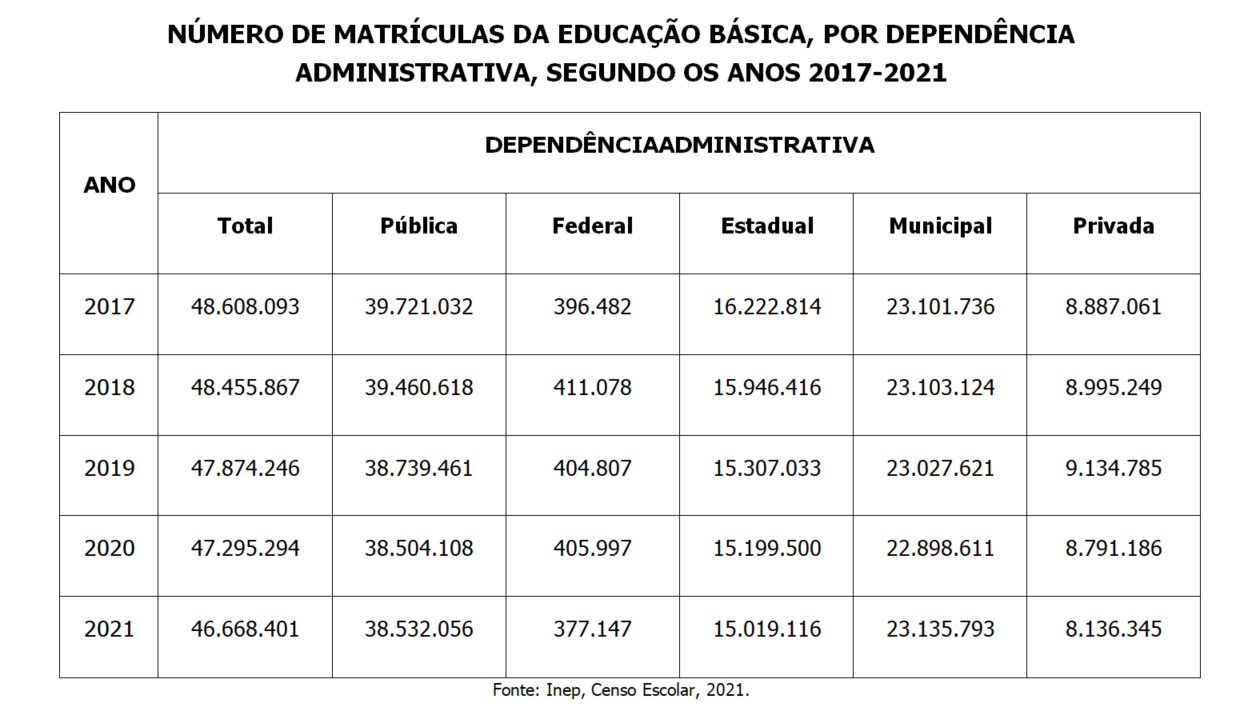 NÚMERO DE MATRÍCULAS DA EDUCAÇÃO BÁSICA, POR DEPENDÊNCIA
ADMINISTRATIVA, SEGUNDO OS ANOS 2017-2021
ANO
DEPENDÊNCIAADMINISTRATIVA
Total Pública Federal Estadual Municipal Privada
2017 48.608.093 39.721.032 396.482 16.222.814 23.101.736 8.887.061
2018 48.455.867 39.460.618 411.078 15.946.416 23.103.124 8.995.249
2019 47.874.246 38.739.461 404.807 15.307.033 23.027.621 9.134.785
2020 47.295.294 38.504.108 405.997 15.199.500 22.898.611 8.791.186
2021 46.668.401 38.532.056 377.147 15.019.116 23.135.793 8.136.345
Fonte: Inep, Censo Escolar, 2021.